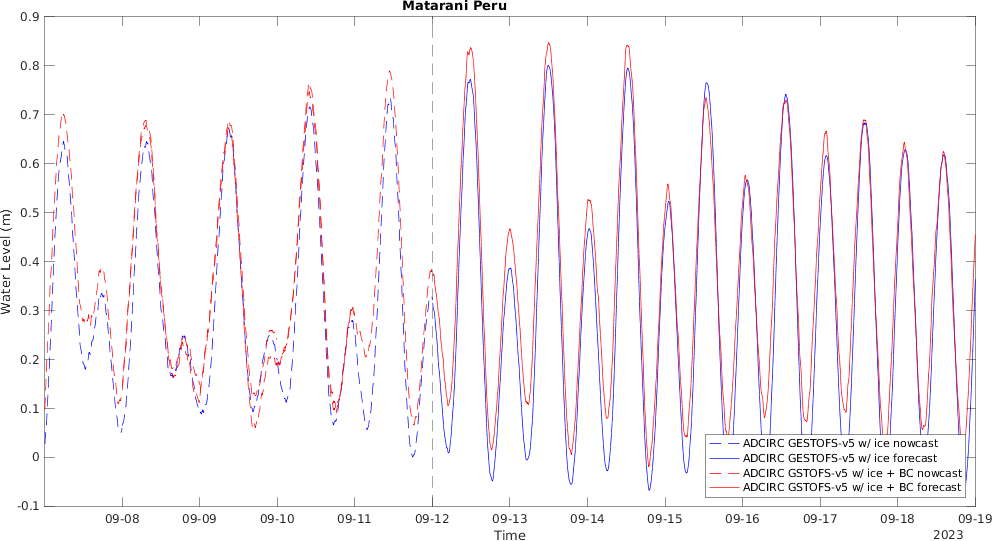 Matarani Peru
0.9
0.8
0.7
0.6
0.5
0.4
0.3
0.2
0.1
0
-0.1
Water Level (m)
ADCIRC GESTOFS-v5 w/ ice nowcast
ADCIRC GESTOFS-v5 w/ ice forecast
ADCIRC GSTOFS-v5 w/ ice + BC nowcast
ADCIRC GSTOFS-v5 w/ ice + BC forecast
09-08 09-09 09-10 09-11 09-12 09-13 09-14 09-15 09-16 09-17 09-18 09-19
Time
2023